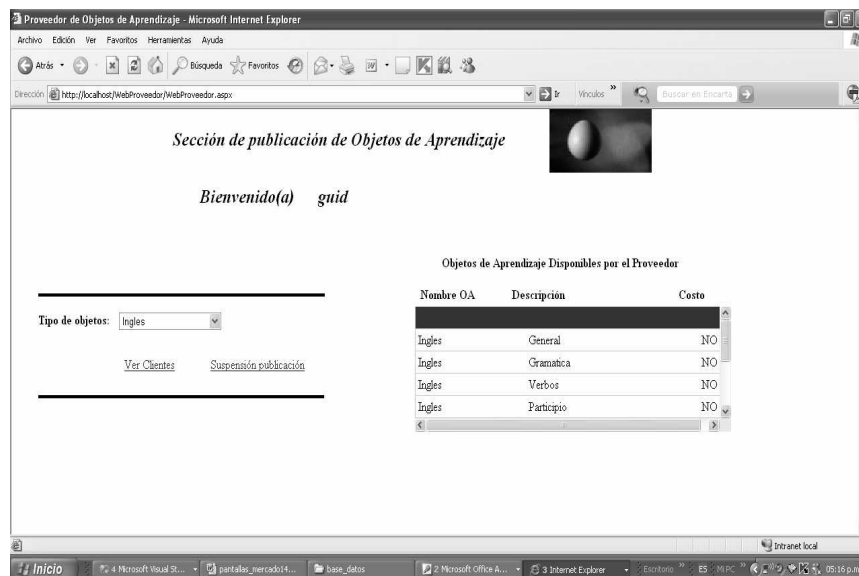 Proveedor de Objetos de Aprendizaje - Microsoft Internet Explorer
Archivo Edición Ver Favoritos Herramientas Ayuda
Atrás Búsqueda Favoritos
Dirección http://localhost/WebProveedor/WebProveedor.aspx Ir Vínculos » Buscar en Encarta
Sección de publicación de Objetos de Aprendizaje
Bienvenido(a) guid
Objetos de Aprendizaje Disponibles por el Proveedor
Nombre OA Descripción Costo
Tipo de objetos: Ingles
Ver Clientes Suspensión publicación
Ingles General NO
Ingles Gramatica NO
Ingles Verbos NO
Ingles Participio NO
Intranet local
Inicio 4 Microsoft Visual St... pantallas_mercado14... base_datos 2 Microsoft Office A... 3 Internet Explorer Escritorio » ES MI PC » 05:16 p.m.